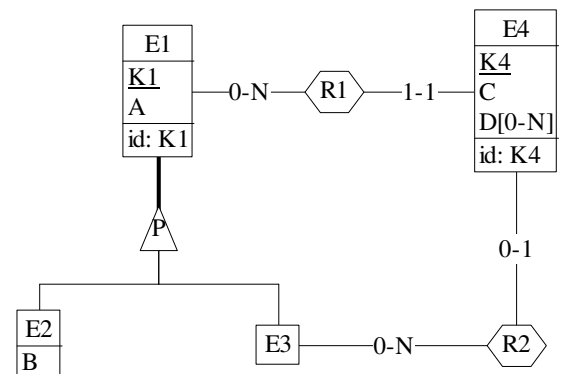 E1
K1
A
id: K1
0-N
R1
1-1
E4
K4
C
D[0-N]
id: K4
P
0-1
E2
B
E3
0-N
R2